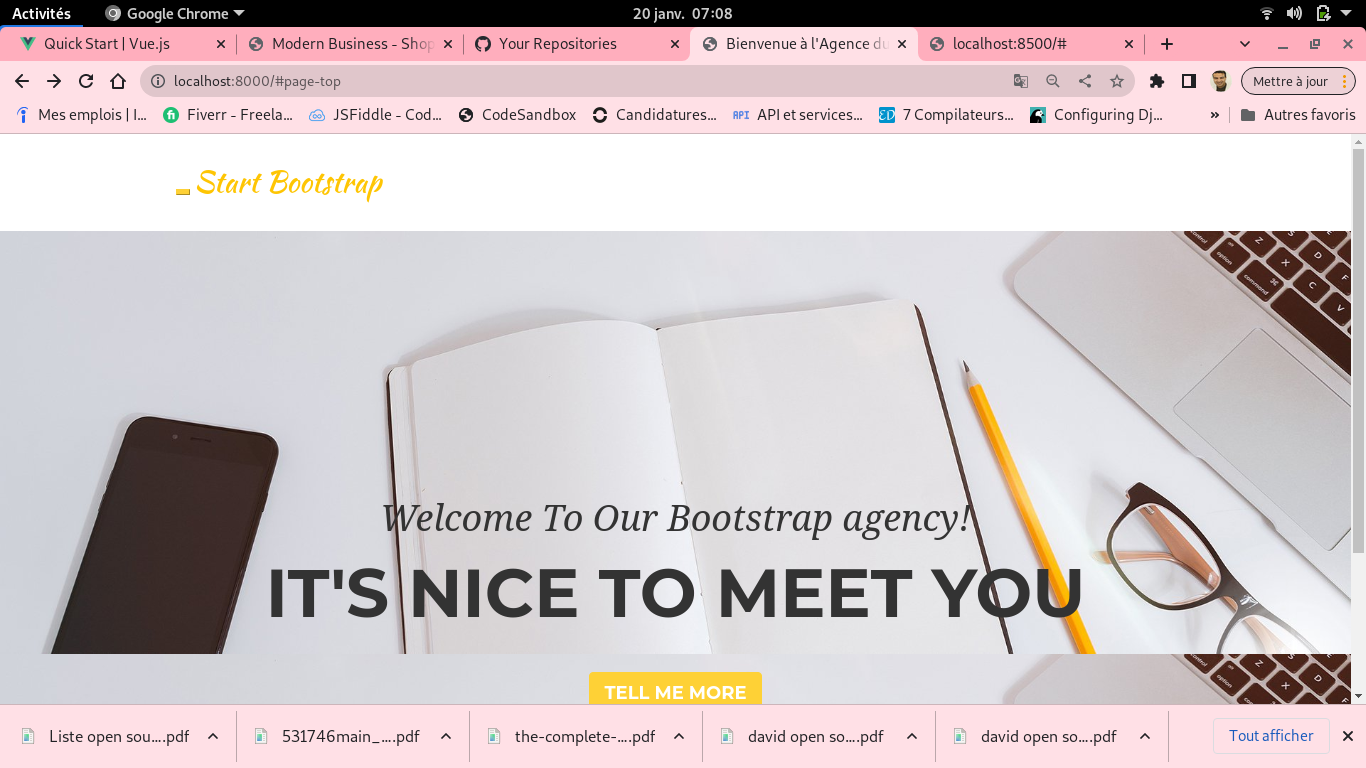 Activités Google Chrome 20 janv. 07:08
Quick Start | Vue.js Modern Business - Shop Your Repositories Bienvenue à l'Agence du localhost:8500/#
localhost:8000/#page-top Mettre à jour
Mes emplois | I... Fiverr - Freela... JSFiddle - Cod... CodeSandbox Candidatures... API API et services... 7 Compilateurs... Configuring Dj... » Autres favoris
Start Bootstrap
Welcome To Our Bootstrap agency!
IT'S NICE TO MEET YOU
TELL ME MORE
Liste open sou....pdf 531746main_....pdf the-complete-....pdf david open so....pdf david open so....pdf Tout afficher